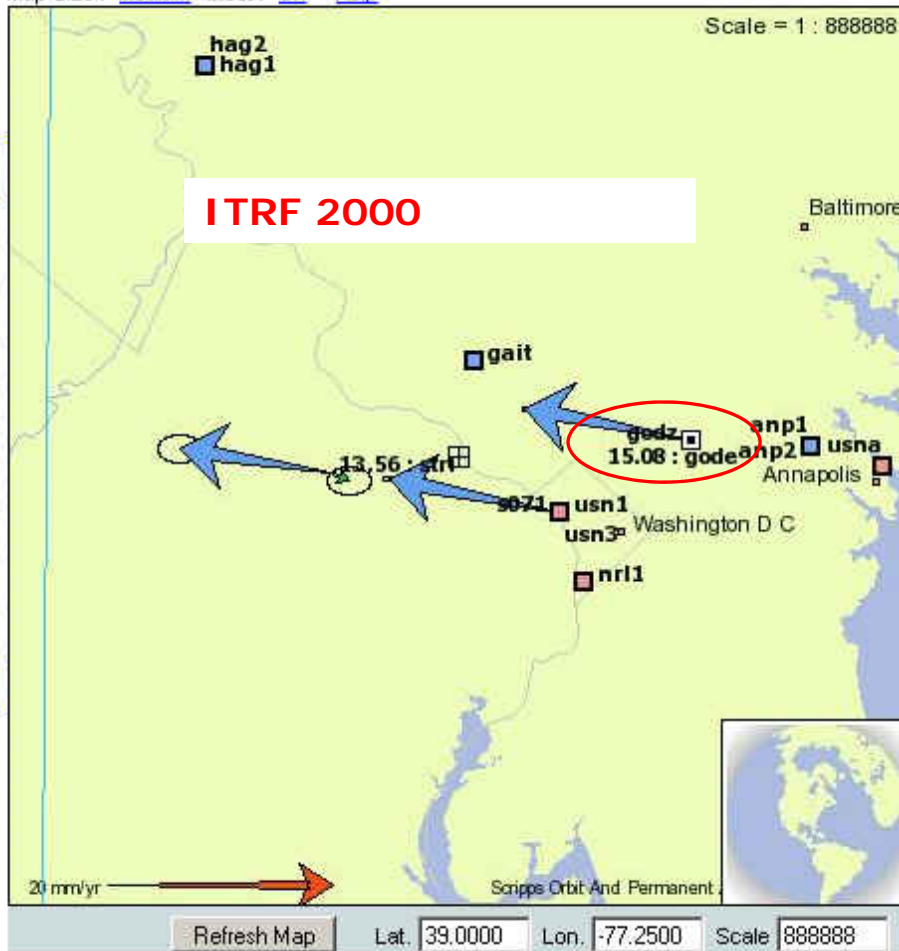 Scale = 1 : 888888
hag2
hag1
ITRF 2000
Baltimore
gait
godz
anp1
15.08 : gode
anp2
usna
Annapolis
13.56 :
s071
usn1
usn3
Washington D C
nrl1
20 mm/yr
Scripps Orbit And Permanent
Refresh Map
Lat. 39.0000
Lon. -77.2500
Scale 888888